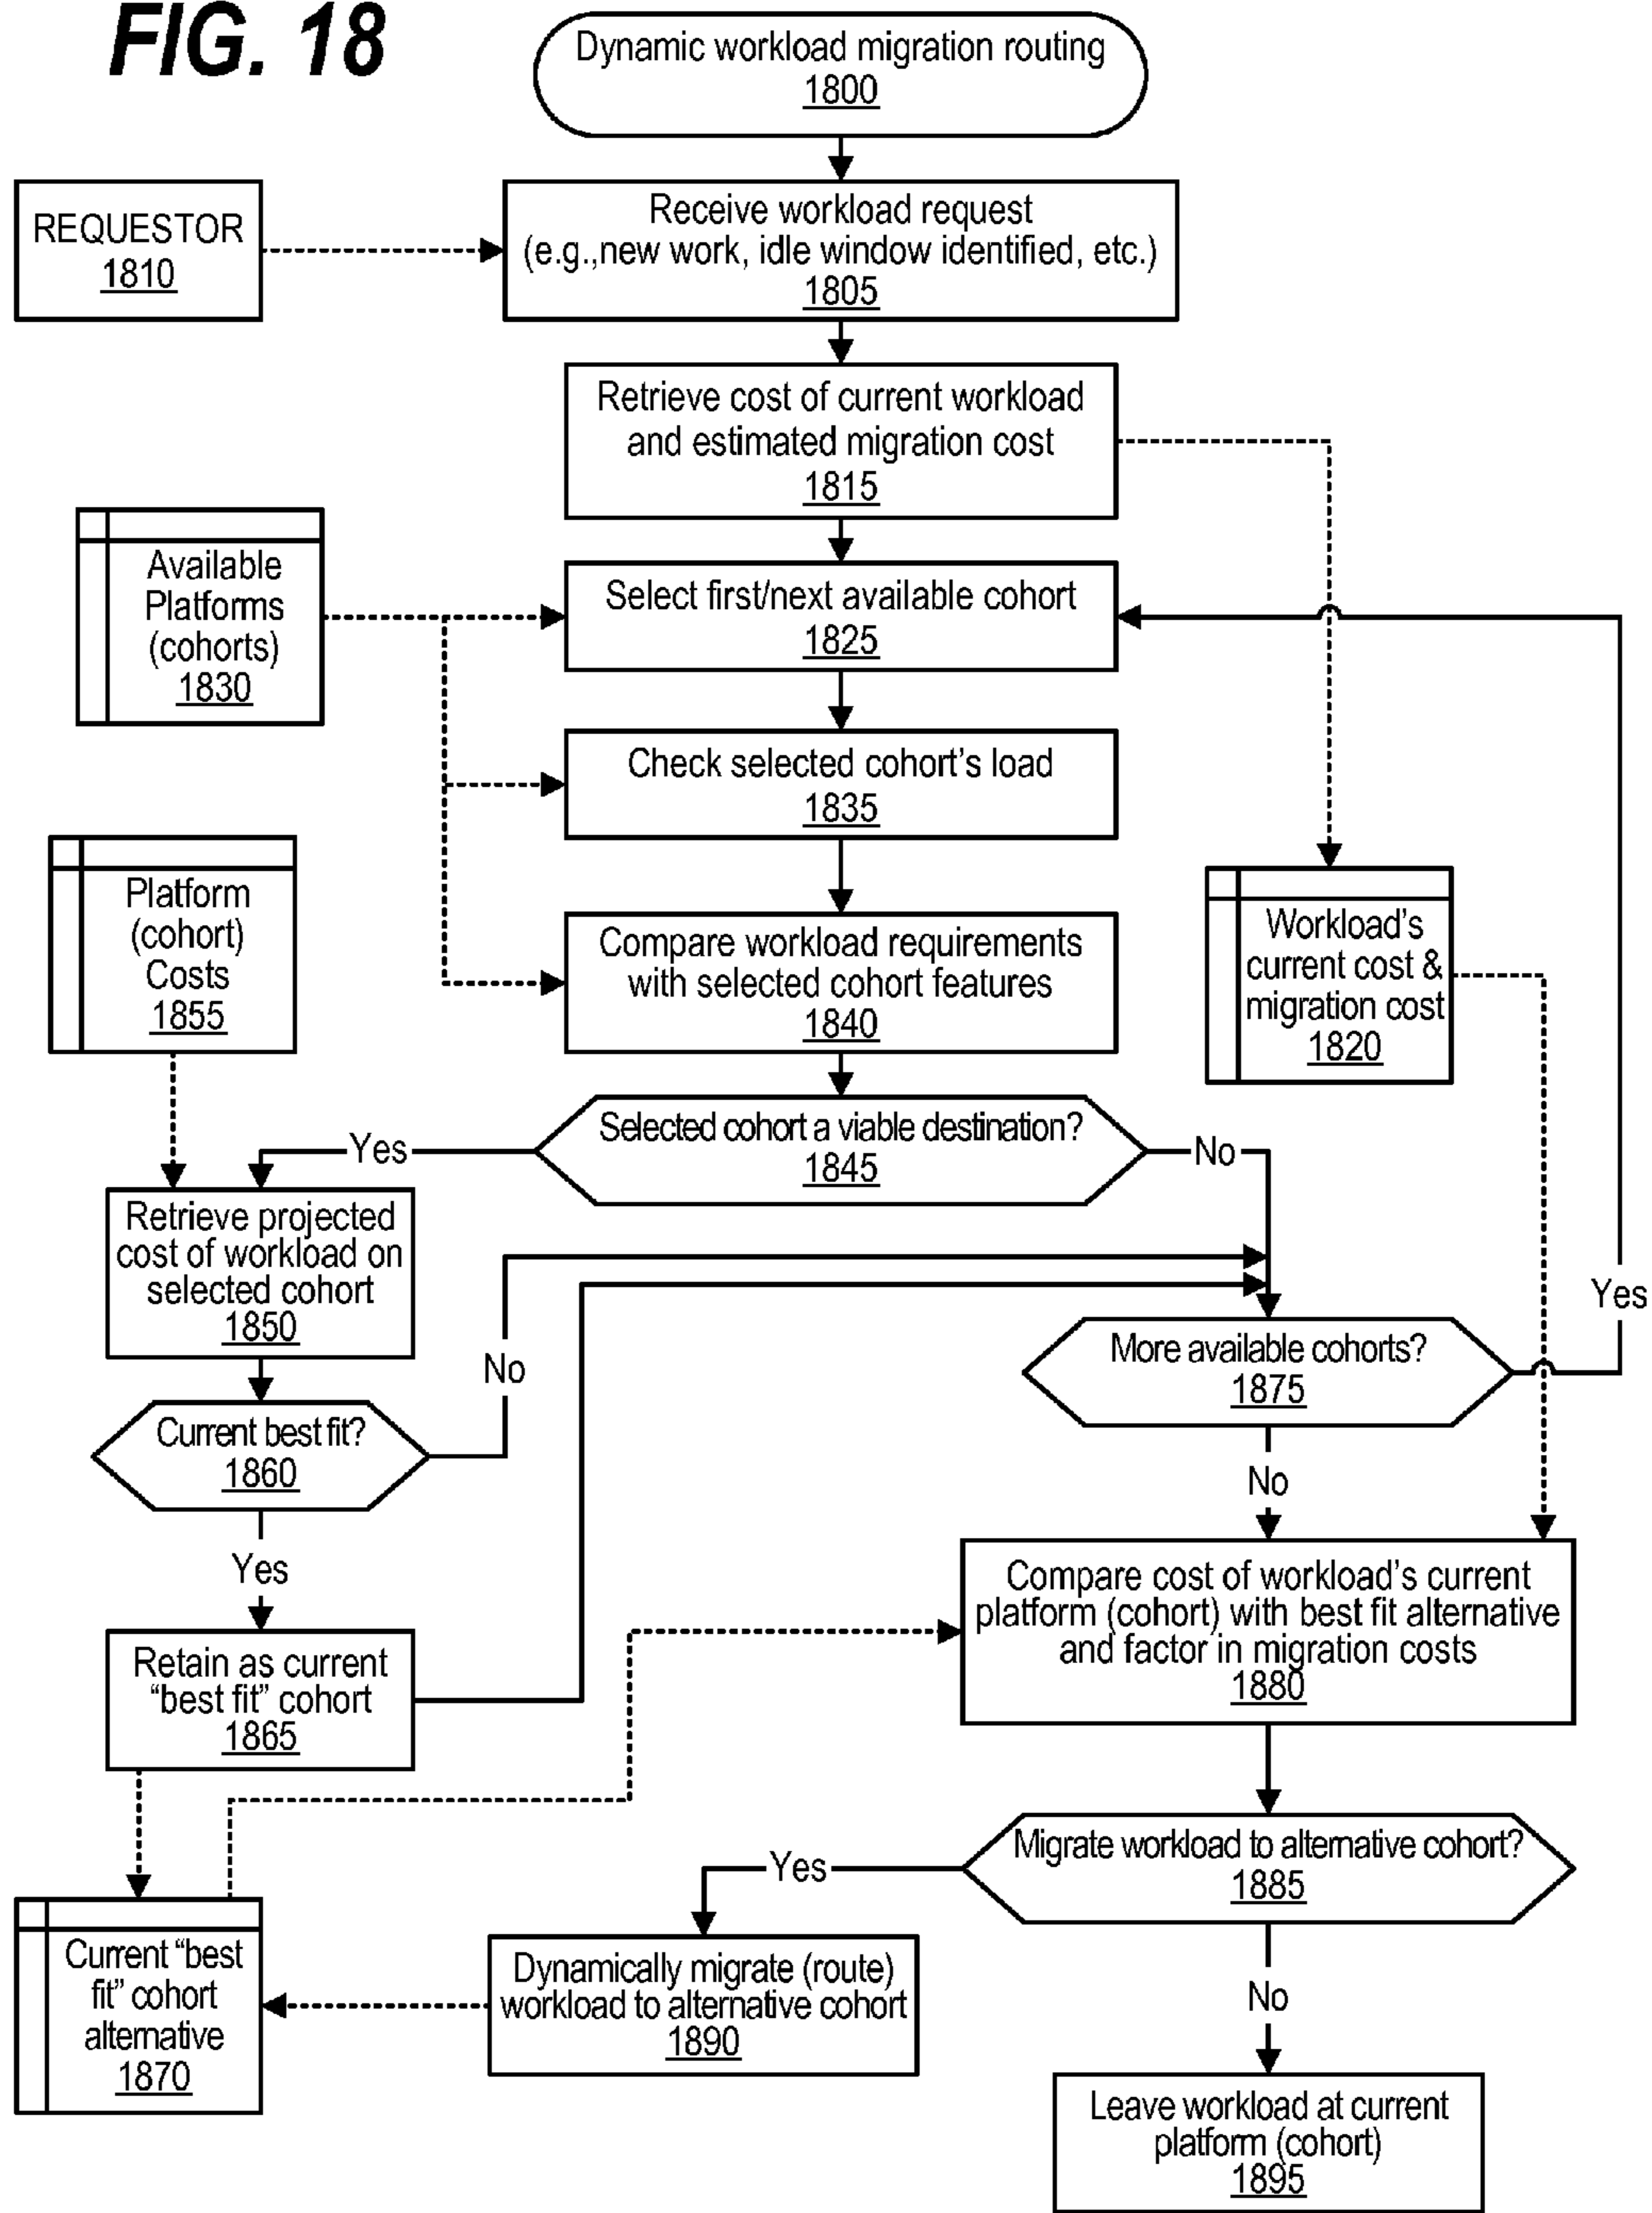 FIG. 18
Dynamic workload migration routing
1800
REQUESTOR
1810
Receive workload request
(e.g.,new work, idle window identified, etc.)
1805
Retrieve cost of current workload
and estimated migration cost
1815
Available
Platforms
(cohorts)
1830
Select first/next available cohort
1825
Check selected cohort's load
1835
Platform
(cohort)
Costs
1855
Compare workload requirements
with selected cohort features
1840
Workload's
current cost &
migration cost
1820
Selected cohort a viable destination?
1845
Yes
No
Retrieve projected
cost of workload on
selected cohort
1850
Yes
No
More available cohorts?
1875
Current best fit?
1860
No
Yes
Compare cost of workload's current
platform (cohort) with best fit alternative
and factor in migration costs
1880
Retain as current
"best fit" cohort
1865
Migrate workload to alternative cohort?
1885
Yes
Current "best
fit" cohort
alternative
1870
Dynamically migrate (route)
workload to alternative cohort
1890
No
Leave workload at current
platform (cohort)
1895